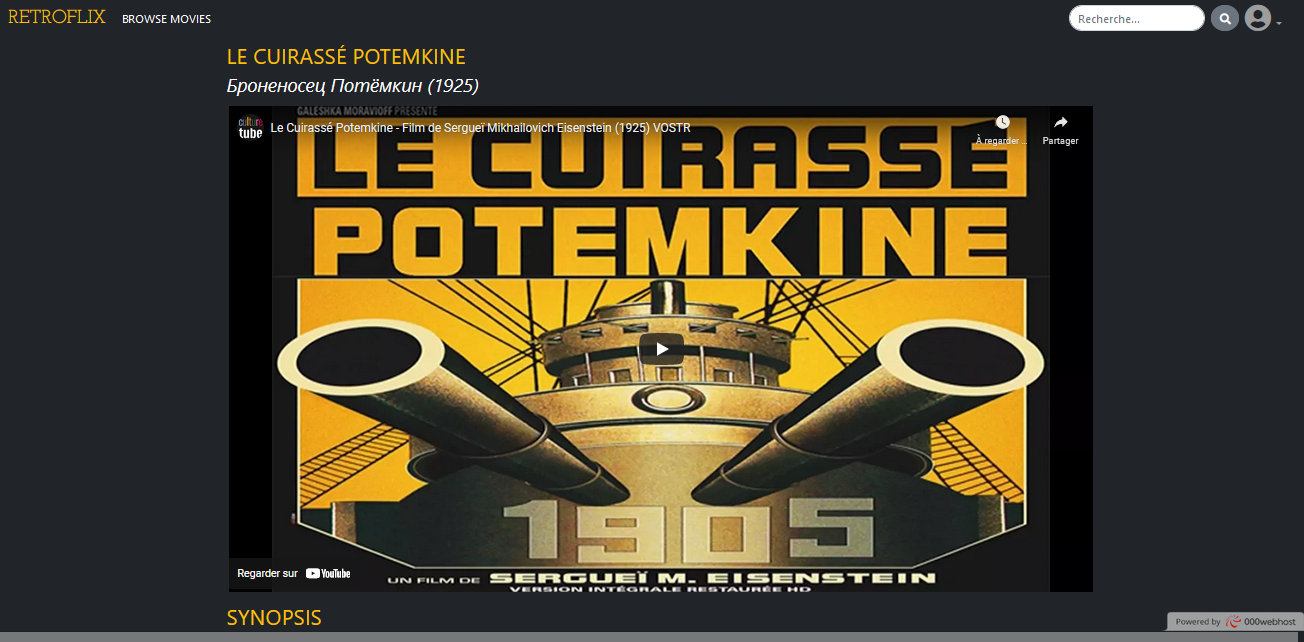 RETROFLIX
BROWSE MOVIES
Recherche...
LE CUIRASSÉ POTEMKINE
Броненосец Потёмкин (1925)
GALESHKA MORAVIOFF PRÉSENTE
culture
tube
Le Cuirassé Potemkine - Film de Sergueï Mikhailovich Eisenstein (1925) VOSTR
À regarder ...
Partager
LE CUIRASSÉ
POTEMKINE
1905
Regarder sur YouTube
UN FILM DE SERGUEÏ M. EISENSTEIN
VERSION INTÉGRALE RESTAURÉE HD
SYNOPSIS
Powered by 000webhost